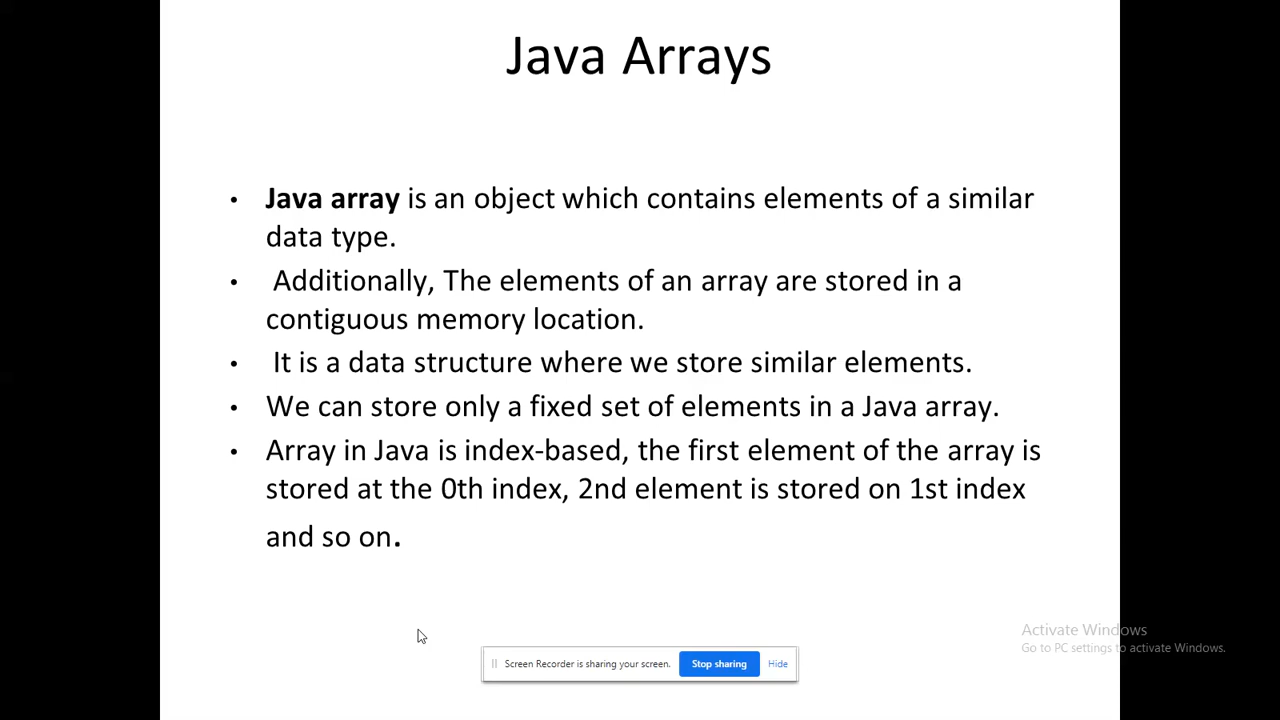 Java Arrays
• Java array is an object which contains elements of a similar
data type.
• Additionally, The elements of an array are stored in a
contiguous memory location.
• It is a data structure where we store similar elements.
• We can store only a fixed set of elements in a Java array.
• Array in Java is index-based, the first element of the array is
stored at the 0th index, 2nd element is stored on 1st index
and so on.
Activate Windows
Go to PC settings to activate Windows.
Screen Recorder is sharing your screen. Stop sharing Hide